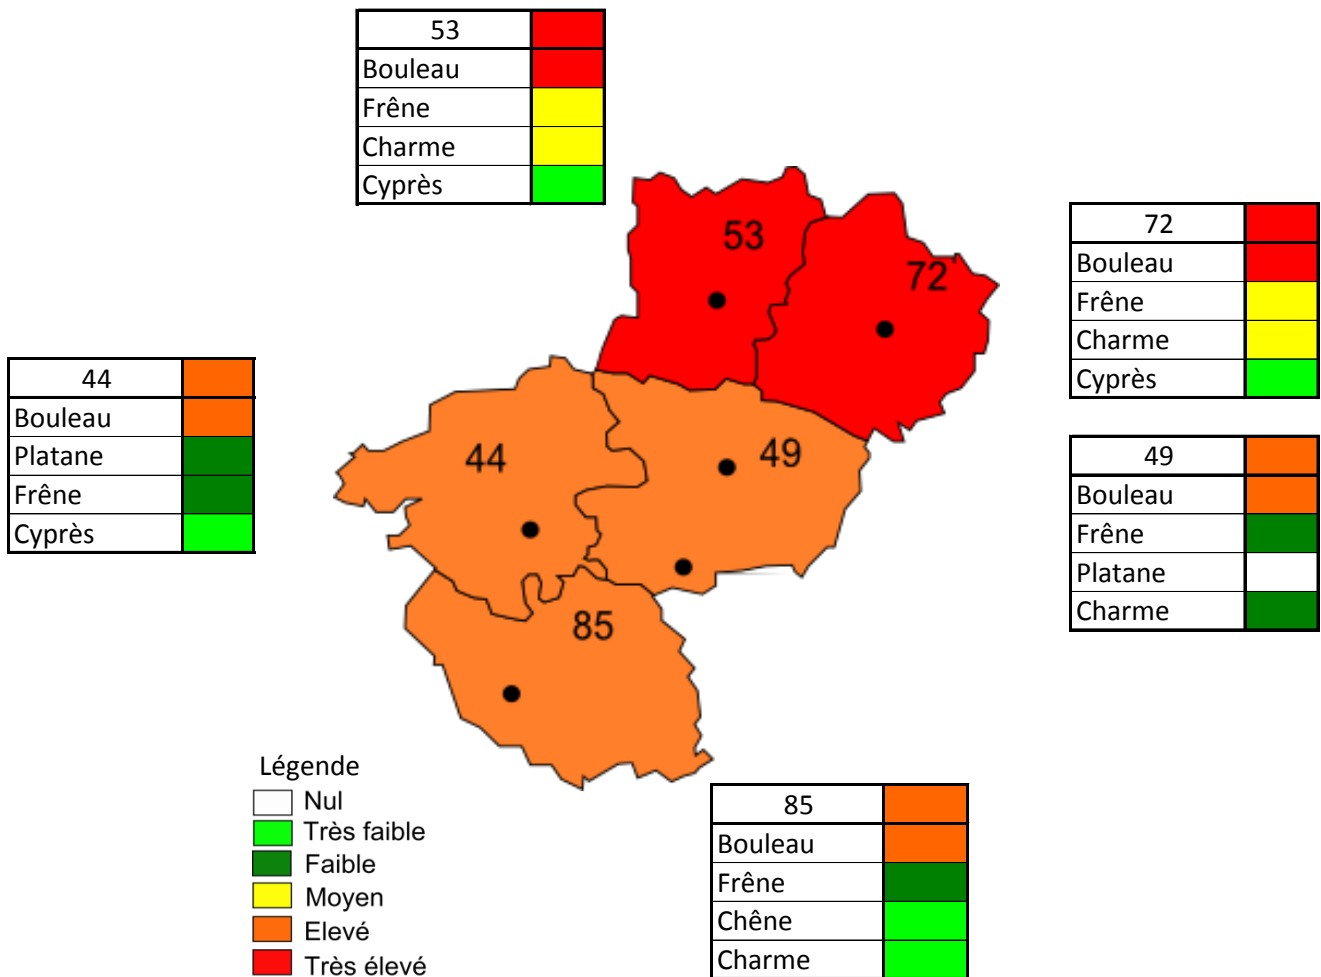 53
Bouleau
Frêne
Charme
Cyprès
53
72
72
Bouleau
Frêne
Charme
Cyprès
44
Bouleau
Platane
Frêne
Cyprès
44
49
49
Bouleau
Frêne
Platane
Charme
85
Légende
Nul
Très faible
Faible
Moyen
Elevé
Très élevé
85
Bouleau
Frêne
Chêne
Charme